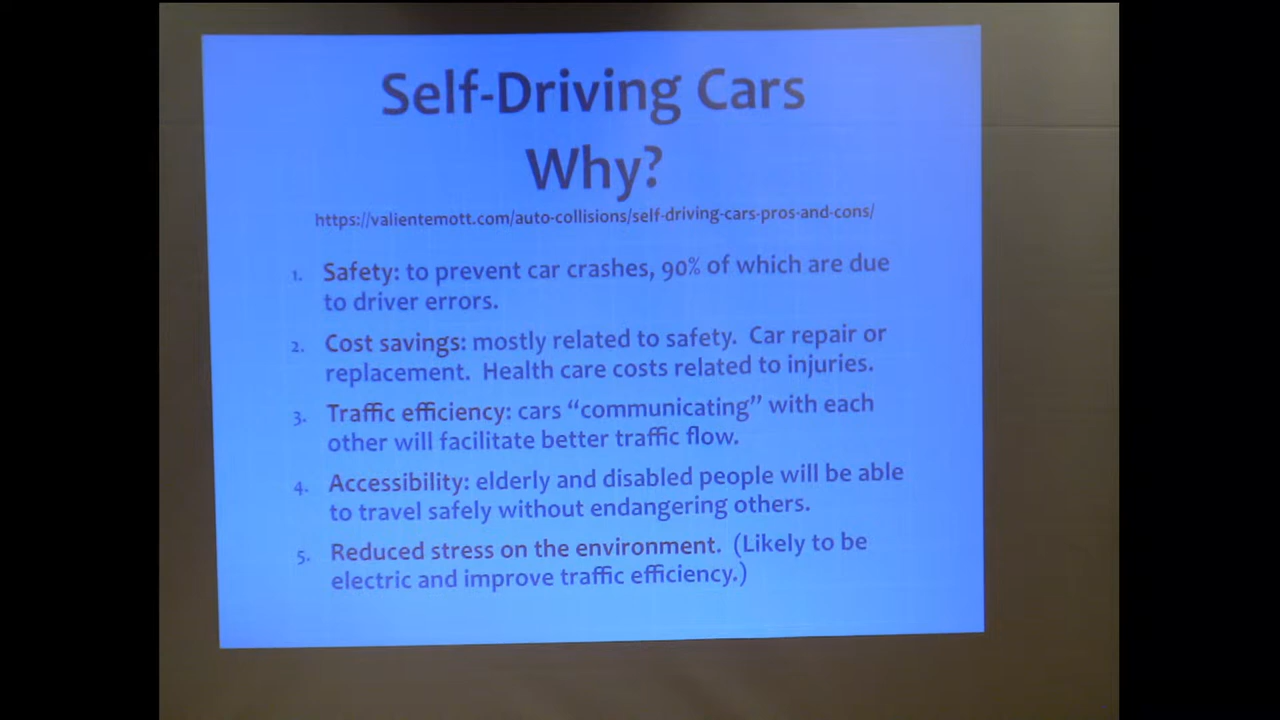 Self-Driving Cars
Why?
https://valientemott.com/auto-collisions/self-driving-cars-pros-and-cons/
1. Safety: to prevent car crashes, 90% of which are due
to driver errors.
2. Cost savings: mostly related to safety. Car repair or
replacement. Health care costs related to injuries.
3. Traffic efficiency: cars “communicating” with each
other will facilitate better traffic flow.
4. Accessibility: elderly and disabled people will be able
to travel safely without endangering others.
5. Reduced stress on the environment. (Likely to be
electric and improve traffic efficiency.)